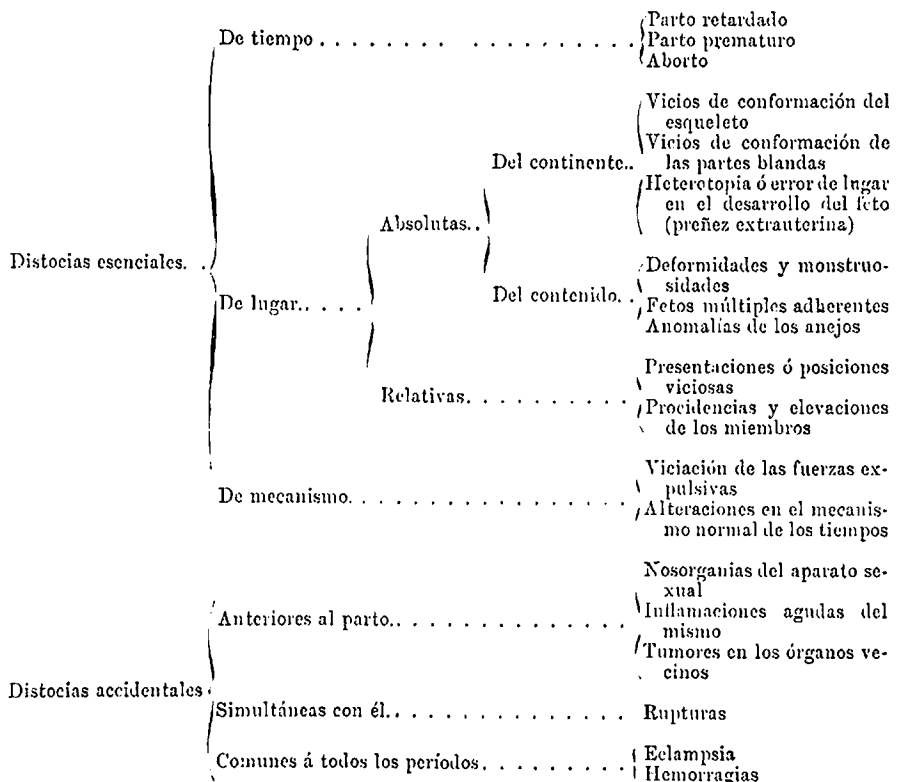 De tiempo . . . . . . . . . . . . . . . . . . Parto retardado
Parto prematuro
Aborto
Vicios de conformación del
esqueleto
Vicios de conformación de
las partes blandas
Del continente..
Heterotopia ó error de lugar
en el desarrollo del feto
(preñez extrauterina)
Absolutas..
Distocias esenciales. .
De lugar.. . . . .
Deformidades y monstruo-
sidades
Del contenido. .
Fetos múltiples adherentes
Anomalías de los anejos
Presentaciones ó posiciones
viciosas
Relativas. . . . . . . . . . .
Procidencias y elevaciones
de los miembros
Viciación de las fuerzas ex-
pulsivas
De mecanismo. . . . . . . . . . . . . . . . .
Alteraciones en el mecanis-
mo normal de los tiempos
Nosorganias del aparato se-
xual
Anteriores al parto.. . . . . . . . . . . . . .
Inflamaciones agudas del
mismo
Tumores en los órganos ve-
cinos
Distocias accidentales
Simultáneas con él.. . . . . . . . . . . . . . Rupturas
Comunes á todos los períodos. . . . . . . . . Eclampsia
Hemorragias